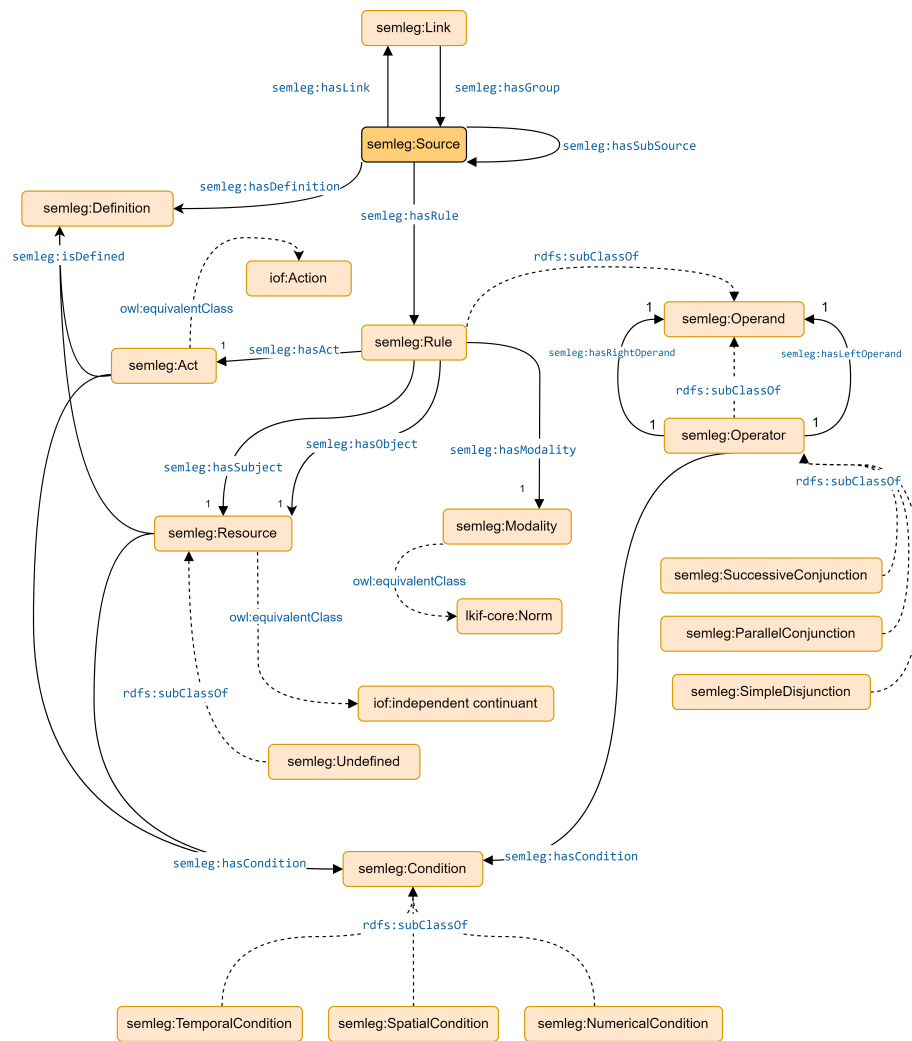 semleg:Link
semleg:hasLink
semleg:hasGroup
semleg:Source
semleg:hasSubSource
semleg:hasDefinition
semleg:Definition
semleg:hasRule
semleg:isDefined
rdfs:subClassOf
iof:Action
owl:equivalentClass
1
1
semleg:Operand
semleg:Rule
1
semleg:hasAct
semleg:hasRightOperand
semleg:hasLeftOperand
semleg:Act
rdfs:subClassOf
1
1
semleg:Operator
semleg:hasObject
semleg:hasModality
semleg:hasSubject
rdfs:subClassOf
1
1
1
semleg:Resource
semleg:Modality
semleg:SuccessiveConjunction
owl:equivalentClass
owl:equivalentClass
lkif-core:Norm
semleg:ParallelConjunction
rdfs:subClassOf
semleg:SimpleDisjunction
iof:independent continuant
semleg:Undefined
semleg:hasCondition
semleg:hasCondition
semleg:Condition
rdfs:subClassOf
semleg:TemporalCondition
semleg:SpatialCondition
semleg:NumericalCondition